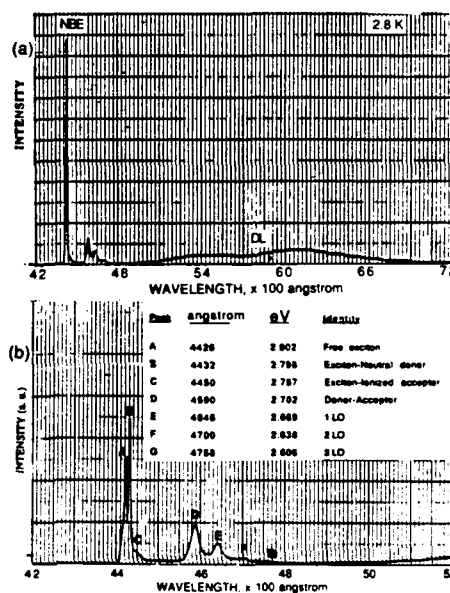 (a)
NBE
2.8 K
INTENSITY
DL
42 48 54 60 66 72
WAVELENGTH, x 100 angstrom
(b)
INTENSITY (a. u.)
Peak angstrom eV Identity
A 4426 2.802 Free exciton
B 4432 2.798 Exciton-Neutral donor
C 4450 2.787 Exciton-Ionized acceptor
D 4590 2.702 Donor-Acceptor
E 4646 2.669 1 LO
F 4700 2.638 2 LO
G 4758 2.606 3 LO
B
A
C
D
E
F
G
42 44 46 48 50 52
WAVELENGTH, x 100 angstrom